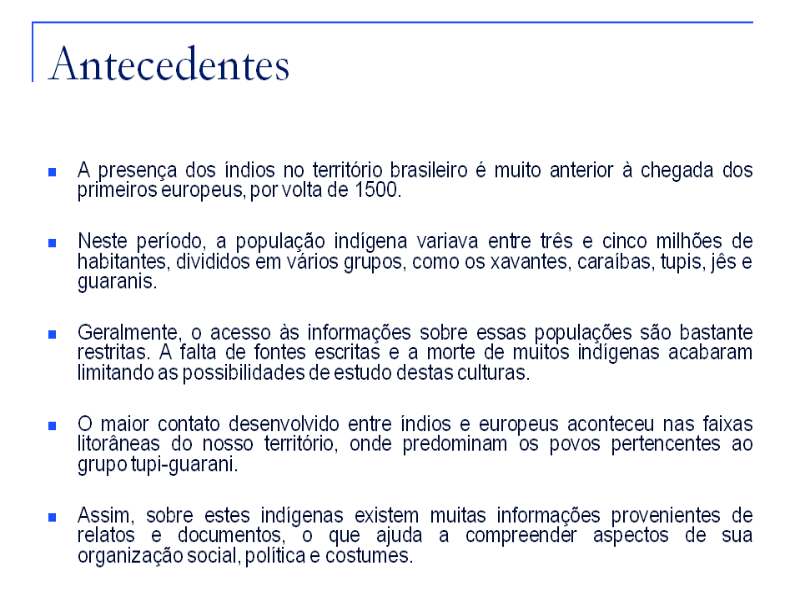 Antecedentes
A presença dos índios no território brasileiro é muito anterior à chegada dos
primeiros europeus, por volta de 1500.
Neste período, a população indígena variava entre três e cinco milhões de
habitantes, divididos em vários grupos, como os xavantes, caraíbas, tupis, jês e
guaranis.
Geralmente, o acesso às informações sobre essas populações são bastante
restritas. A falta de fontes escritas e a morte de muitos indígenas acabaram
limitando as possibilidades de estudo destas culturas.
O maior contato desenvolvido entre índios e europeus aconteceu nas faixas
litorâneas do nosso território, onde predominam os povos pertencentes ao
grupo tupi-guarani.
Assim, sobre estes indígenas existem muitas informações provenientes de
relatos e documentos, o que ajuda a compreender aspectos de sua
organização social, política e costumes.